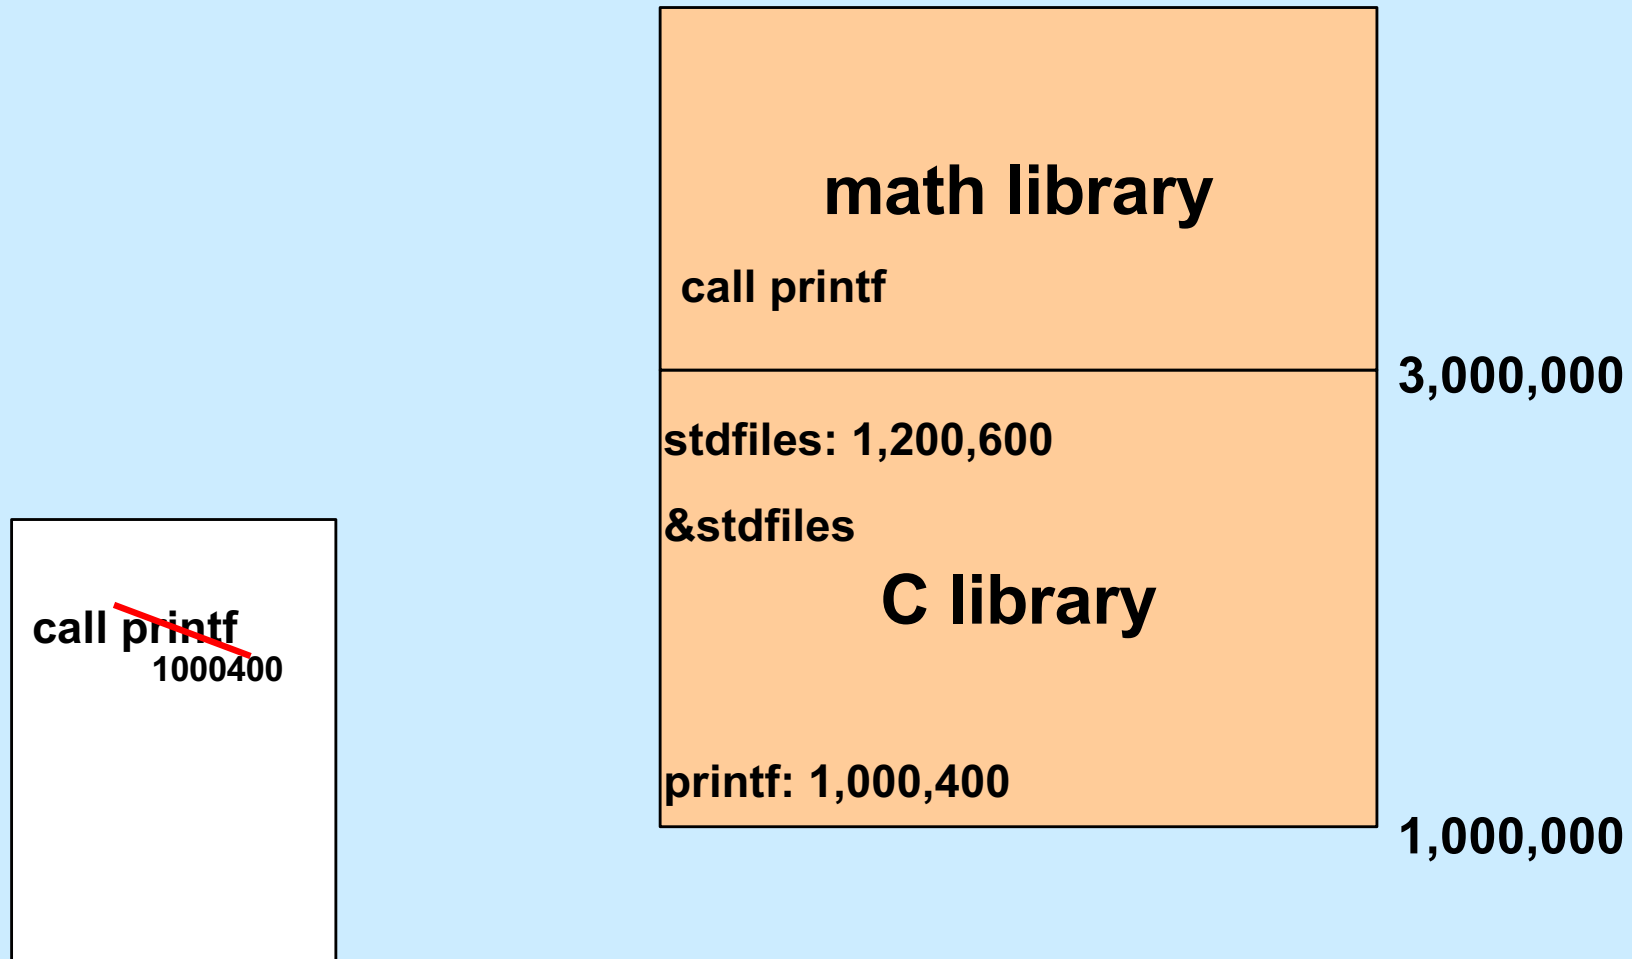 math library
call printf
3,000,000
stdfiles: 1,200,600
&stdfiles
C library
call printf
1000400
printf: 1,000,400
1,000,000